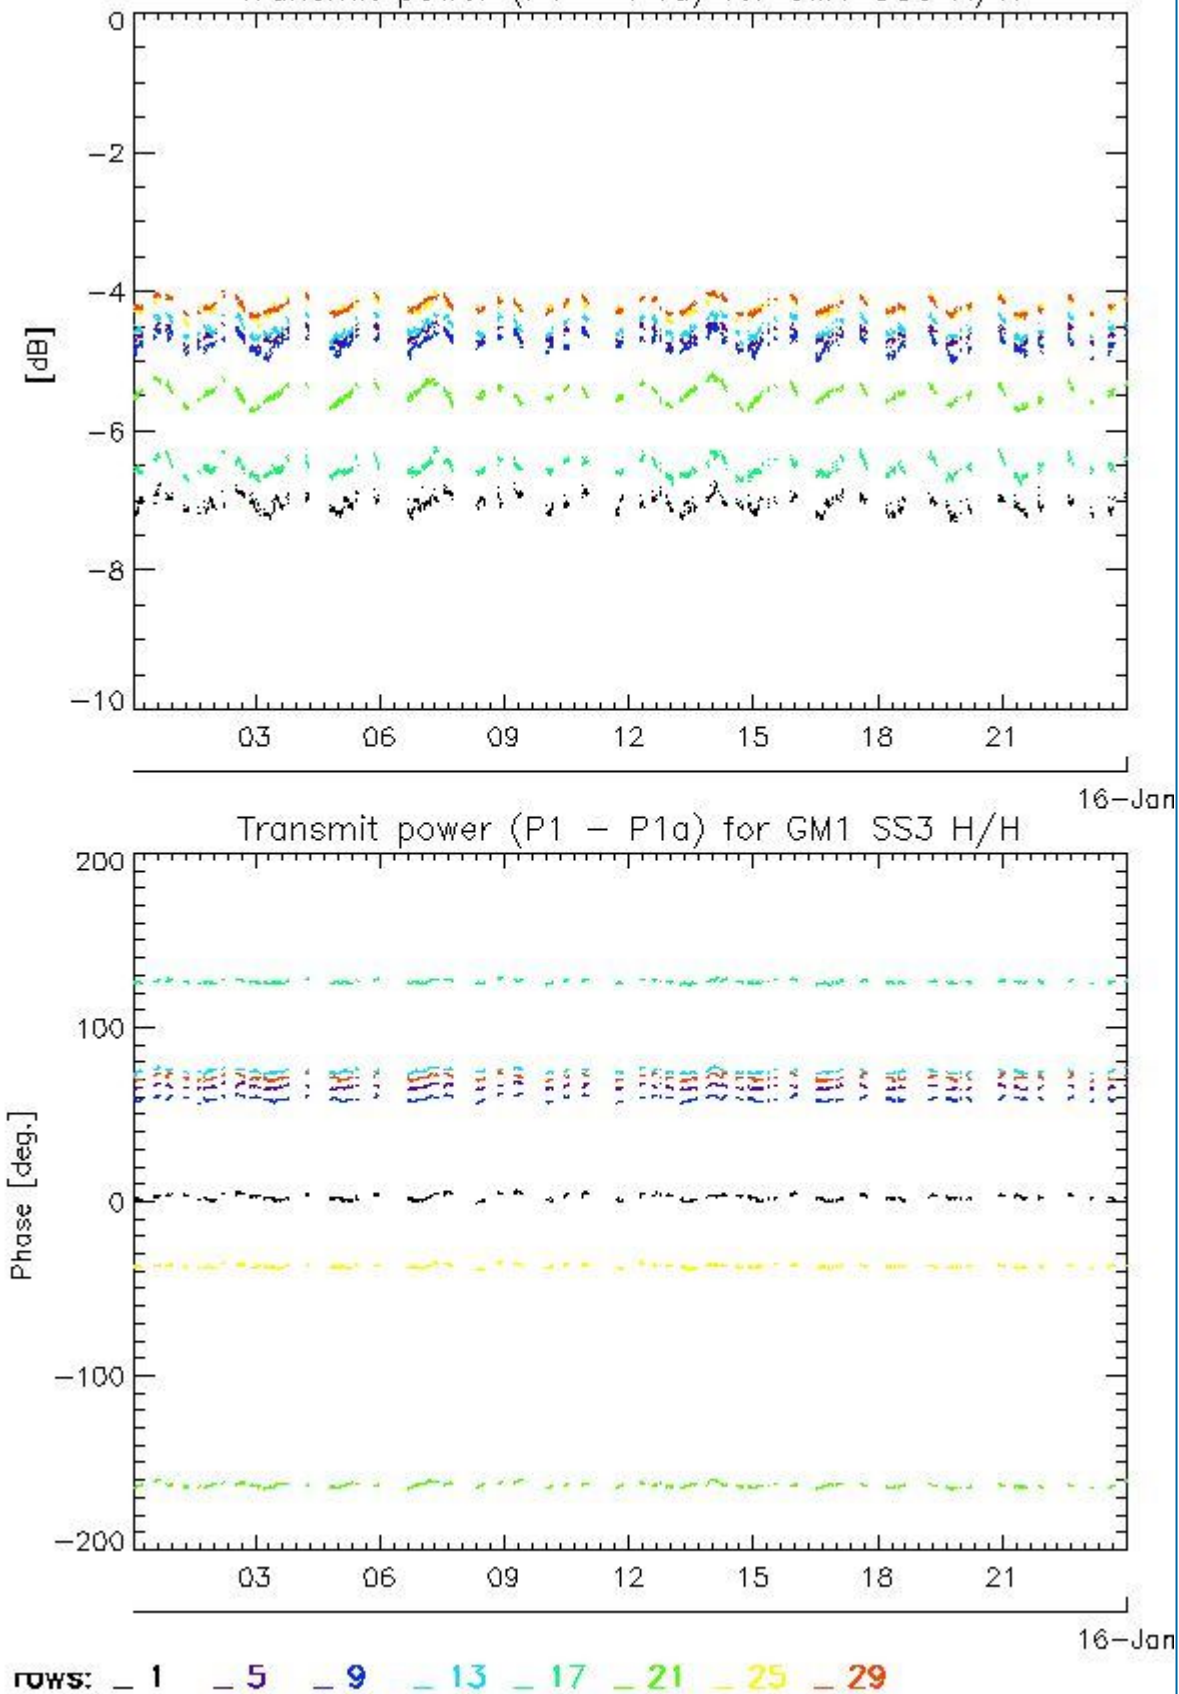 0
−2
−4
[dB]
−6
−8
−10
03 06 09 12 15 18 21
16−Jan
Transmit power (P1 − P1a) for GM1 SS3 H/H
200
100
Phase [deg.]
0
−100
−200
03 06 09 12 15 18 21
16−Jan
rows: _ 1 _ 5 _ 9 _ 13 _ 17 _ 21 _ 25 _ 29